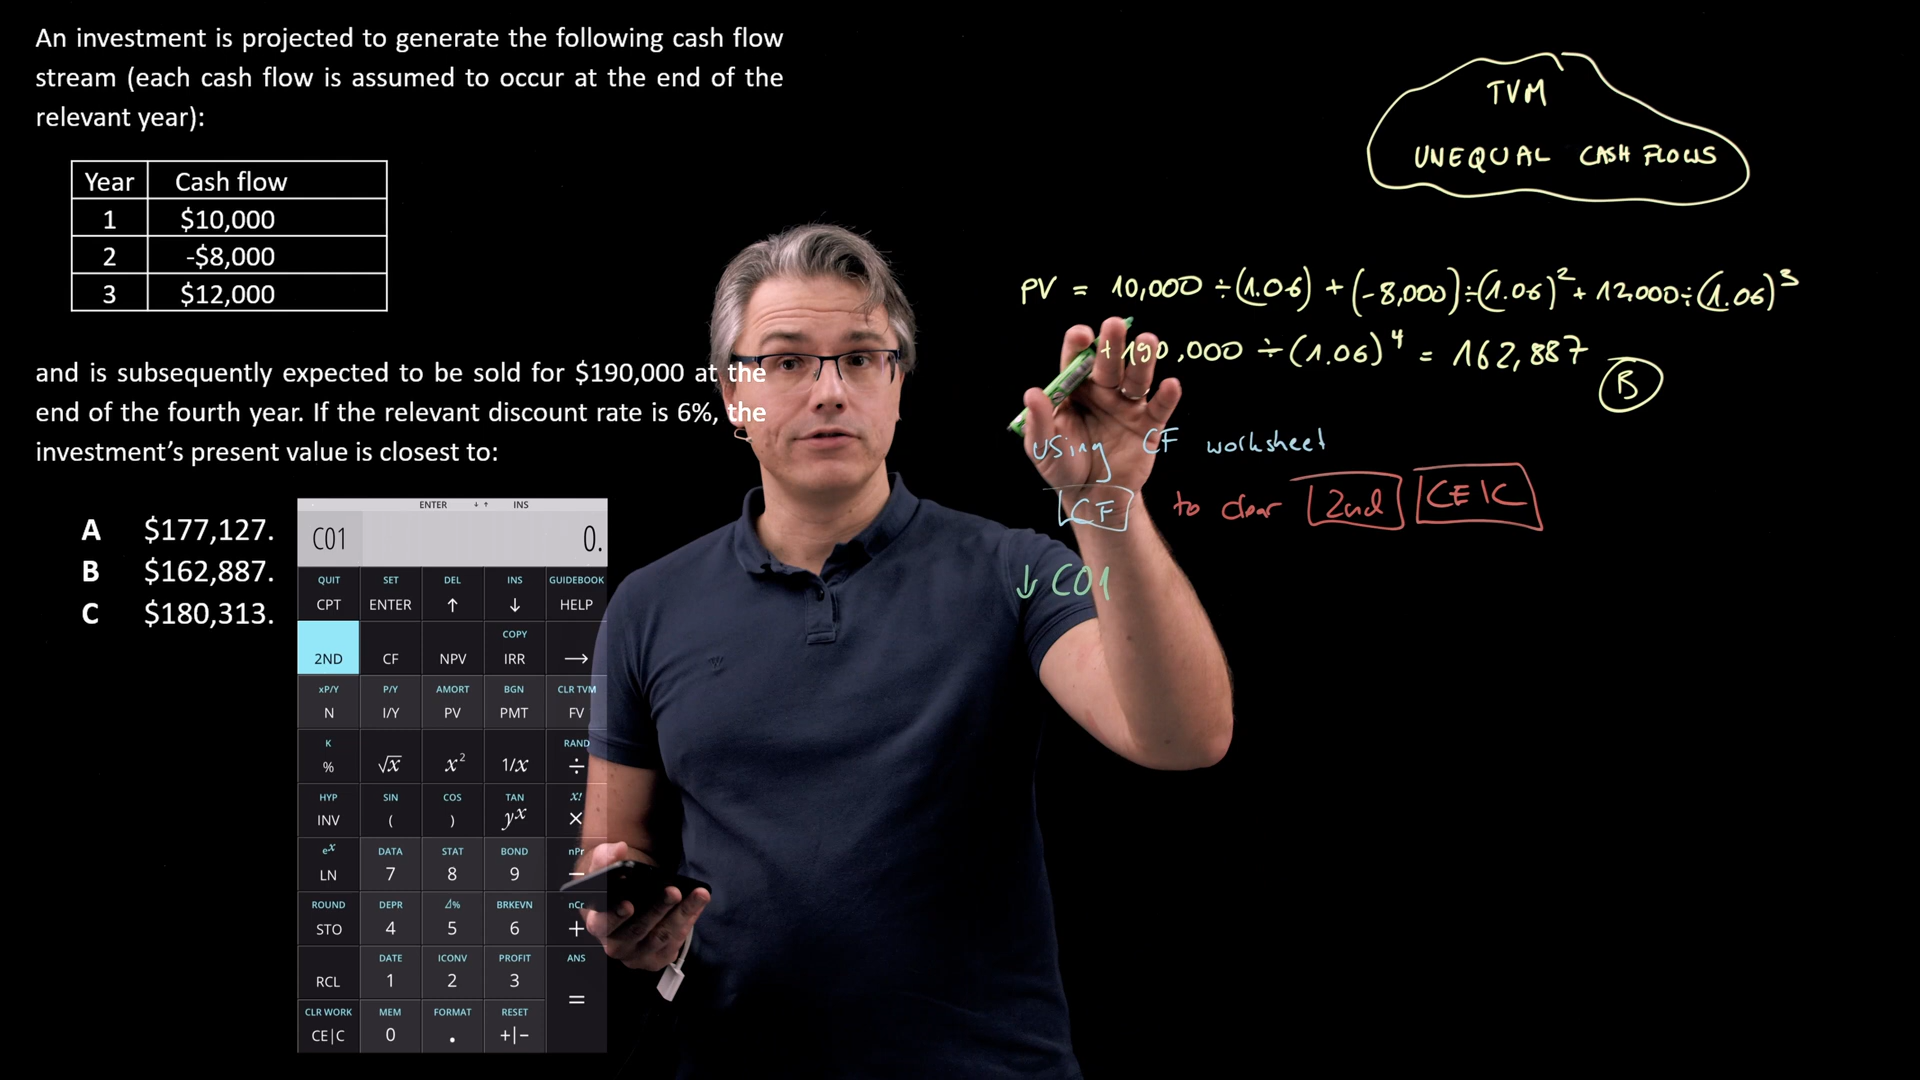 An investment is projected to generate the following cash flow
stream (each cash flow is assumed to occur at the end of the
relevant year):
Year Cash flow
1 $10,000
2 -$8,000
3 $12,000
and is subsequently expected to be sold for $190,000 at the
end of the fourth year. If the relevant discount rate is 6%, the
investment’s present value is closest to:
A $177,127.
B $162,887.
C $180,313.
ENTER ↓ ↑ INS
C01 0.
QUIT SET DEL INS GUIDEBOOK
CPT ENTER ↑ ↓ HELP
COPY
2ND CF NPV IRR →
xP/Y P/Y AMORT BGN CLR TVM
N I/Y PV PMT FV
K RAND
% √x x² 1/x ÷
HYP SIN COS TAN x!
INV ( ) yˣ ×
eˣ DATA STAT BOND nPr
LN 7 8 9 −
ROUND DEPR Δ% BRKEVN nCr
STO 4 5 6 +
DATE ICONV PROFIT ANS
RCL 1 2 3 =
CLR WORK MEM FORMAT RESET
CE|C 0 . +|−
TVM
UNEQUAL CASH FLOWS
PV = 10,000 ÷ (1.06) + (-8,000) ÷ (1.06)² + 12,000 ÷ (1.06)³
+ 190,000 ÷ (1.06)⁴ = 162,887
B
using CF worksheet
CF to clear 2nd CE|C
↓ C01